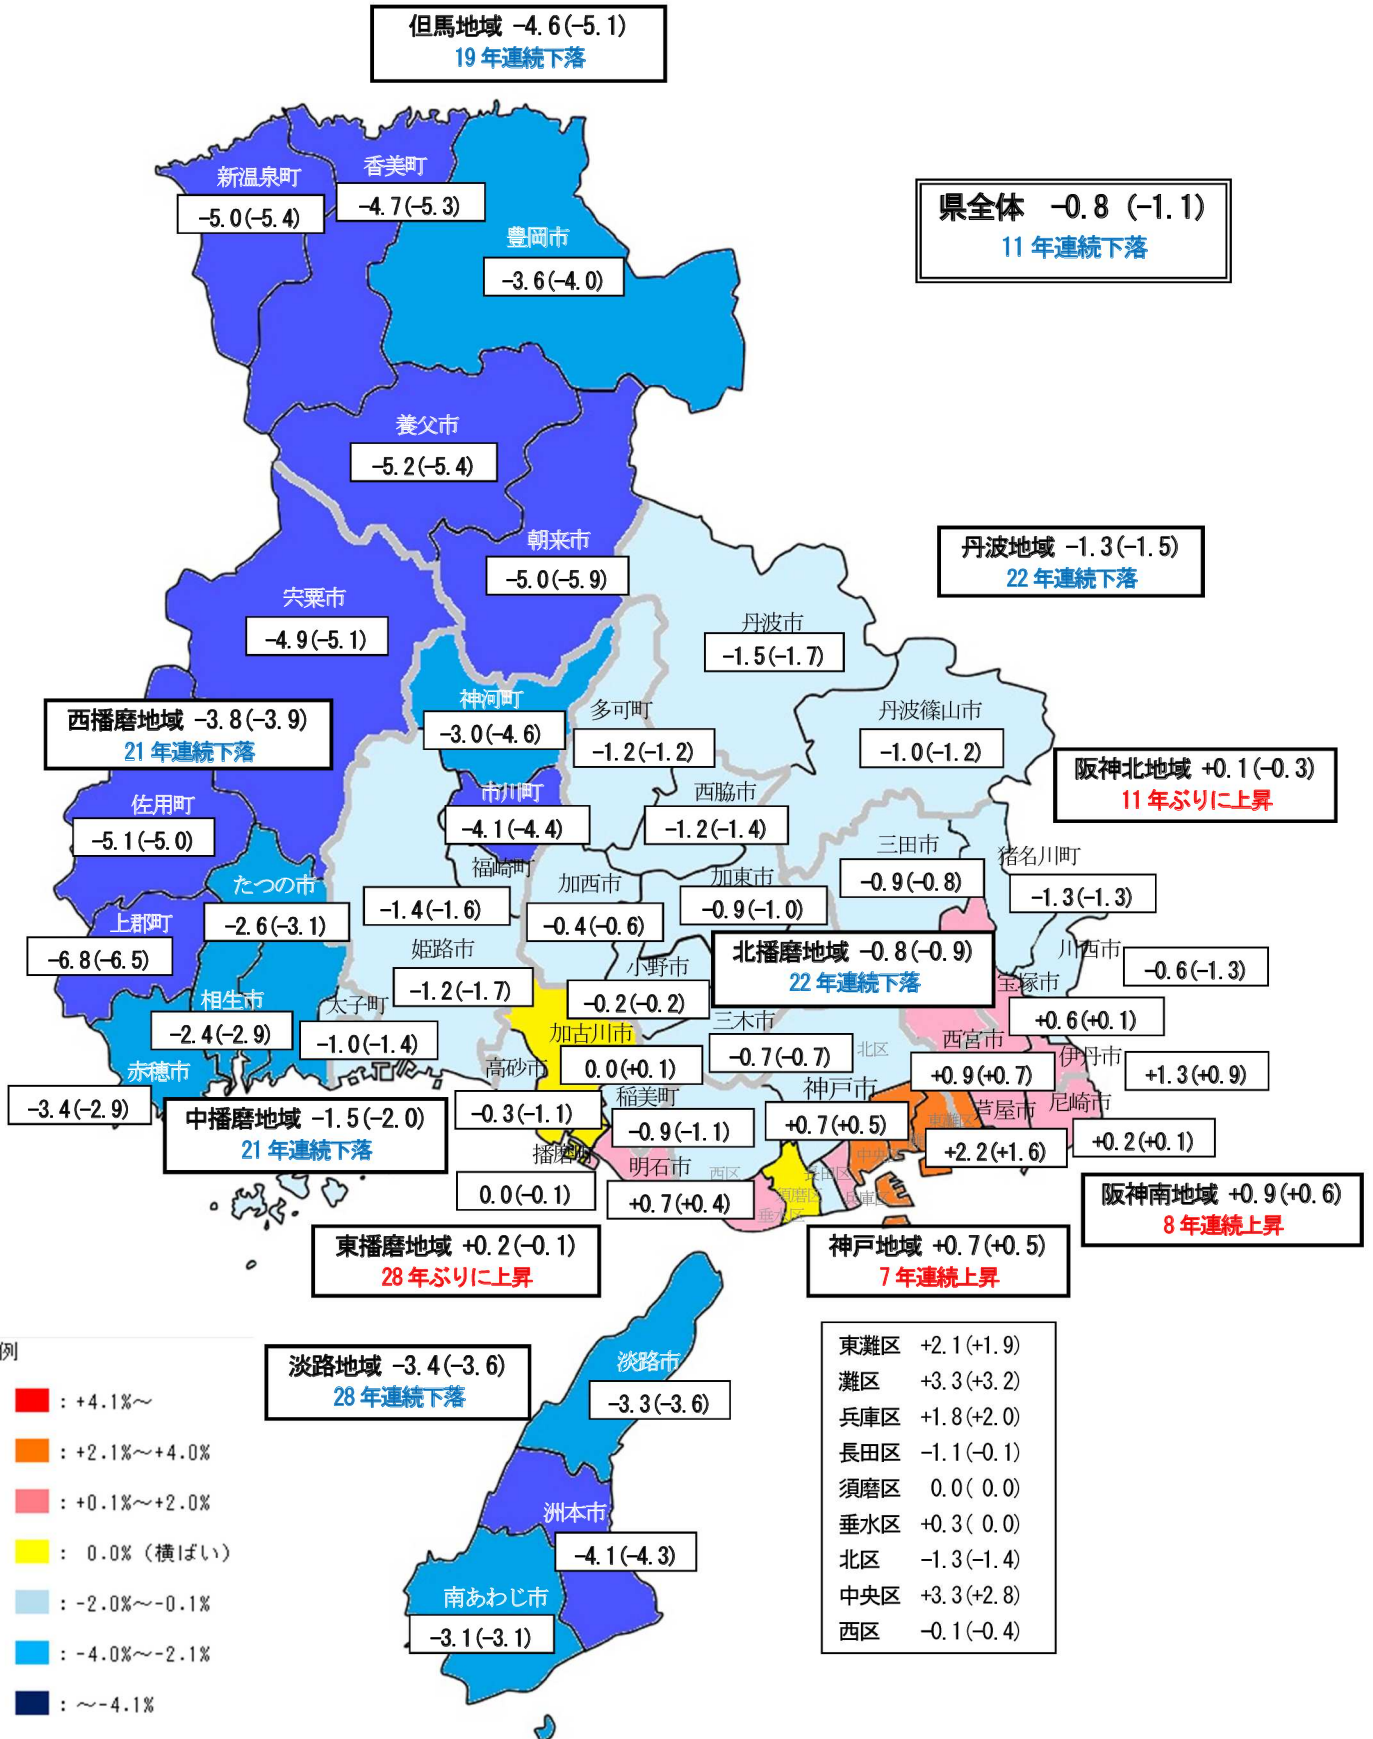 但馬地域 -4.6(-5.1)
19 年連続下落
新温泉町
-5.0(-5.4)
香美町
-4.7(-5.3)
豊岡市
-3.6(-4.0)
県全体 -0.8 (-1.1)
11 年連続下落
養父市
-5.2(-5.4)
朝来市
-5.0(-5.9)
丹波地域 -1.3(-1.5)
22 年連続下落
宍粟市
-4.9(-5.1)
丹波市
-1.5(-1.7)
西播磨地域 -3.8(-3.9)
21 年連続下落
神河町
-3.0(-4.6)
多可町
-1.2(-1.2)
丹波篠山市
-1.0(-1.2)
阪神北地域 +0.1(-0.3)
11 年ぶりに上昇
佐用町
-5.1(-5.0)
市川町
-4.1(-4.4)
西脇市
-1.2(-1.4)
三田市
-0.9(-0.8)
猪名川町
-1.3(-1.3)
福崎町
-1.4(-1.6)
たつの市
-2.6(-3.1)
加西市
-0.4(-0.6)
加東市
-0.9(-1.0)
上郡町
-6.8(-6.5)
姫路市
-1.2(-1.7)
小野市
-0.2(-0.2)
北播磨地域 -0.8(-0.9)
22 年連続下落
川西市
-0.6(-1.3)
宝塚市
+0.6(+0.1)
相生市
-2.4(-2.9)
太子町
-1.0(-1.4)
加古川市
0.0(+0.1)
三木市
-0.7(-0.7)
北区
西宮市
+0.9(+0.7)
伊丹市
+1.3(+0.9)
赤穂市
-3.4(-2.9)
高砂市
-0.3(-1.1)
稲美町
-0.9(-1.1)
神戸市
+0.7(+0.5)
東灘区
芦屋市
+2.2(+1.6)
尼崎市
+0.2(+0.1)
中播磨地域 -1.5(-2.0)
21 年連続下落
播磨町
0.0(-0.1)
明石市
+0.7(+0.4)
西区
中央区
長田区
須磨区
兵庫区
垂水区
阪神南地域 +0.9(+0.6)
8 年連続上昇
東播磨地域 +0.2(-0.1)
28 年ぶりに上昇
神戸地域 +0.7(+0.5)
7 年連続上昇
淡路地域 -3.4(-3.6)
28 年連続下落
淡路市
-3.3(-3.6)
洲本市
-4.1(-4.3)
南あわじ市
-3.1(-3.1)
東灘区 +2.1(+1.9)
灘区 +3.3(+3.2)
兵庫区 +1.8(+2.0)
長田区 -1.1(-0.1)
須磨区 0.0( 0.0)
垂水区 +0.3( 0.0)
北区 -1.3(-1.4)
中央区 +3.3(+2.8)
西区 -0.1(-0.4)
例
: +4.1%～
: +2.1%～+4.0%
: +0.1%～+2.0%
: 0.0% (横ばい)
: -2.0%～-0.1%
: -4.0%～-2.1%
: ～-4.1%